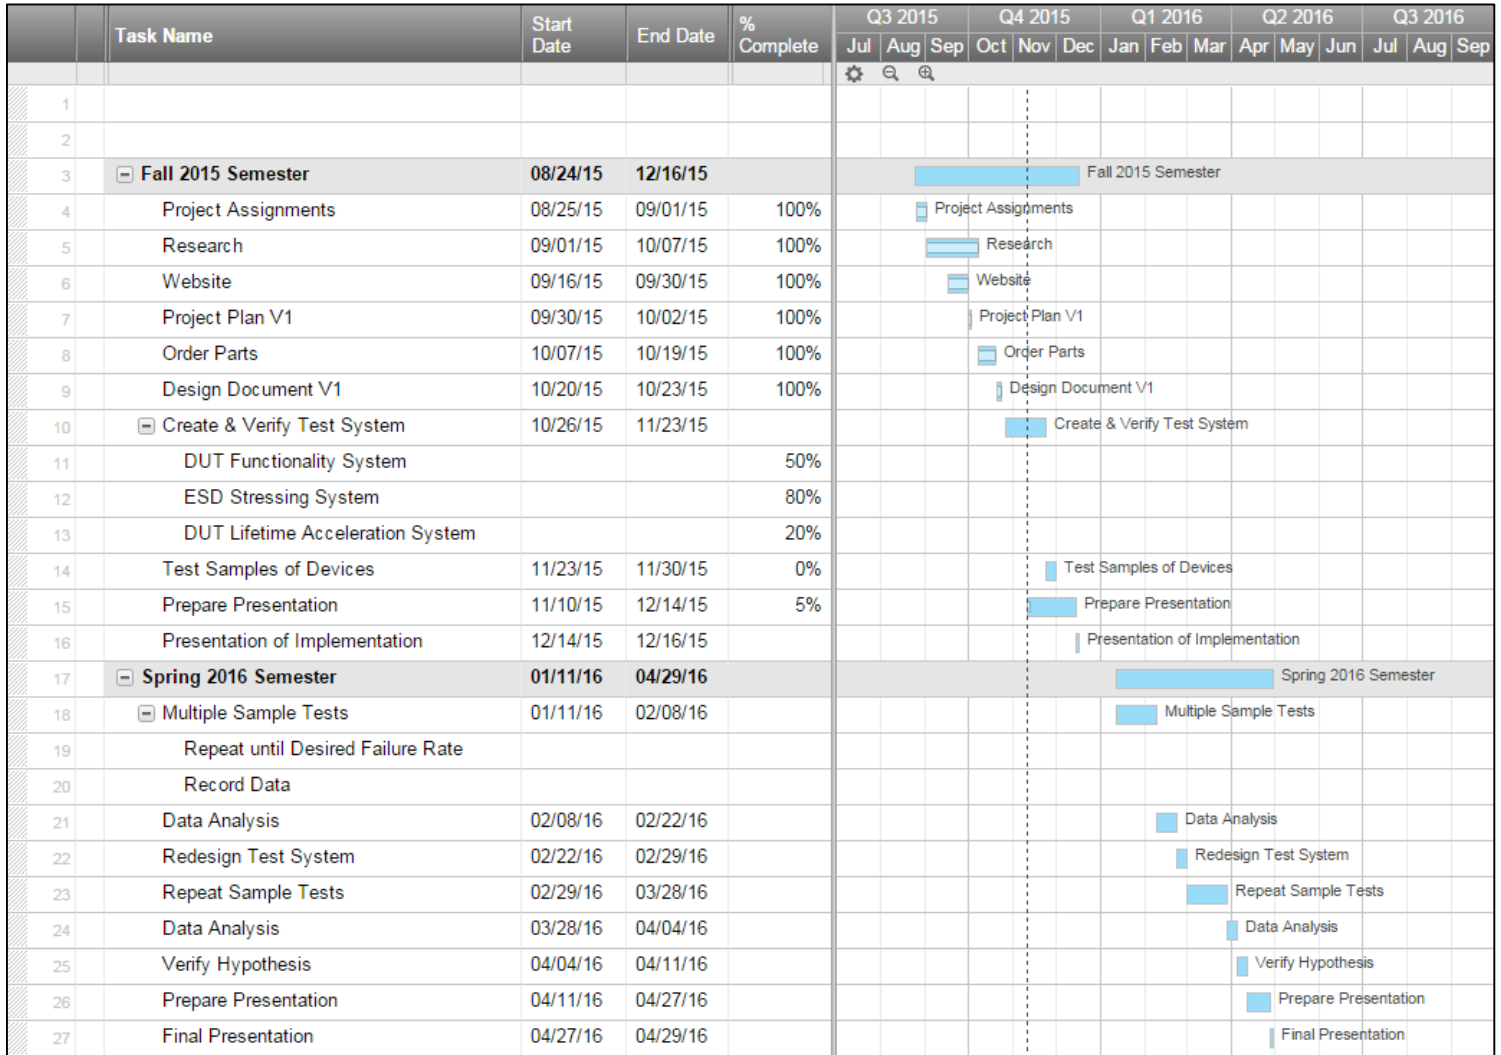 Task Name Start Date End Date % Complete Q3 2015 Q4 2015 Q1 2016 Q2 2016 Q3 2016
Jul Aug Sep Oct Nov Dec Jan Feb Mar Apr May Jun Jul Aug Sep
1
2
3 Fall 2015 Semester 08/24/15 12/16/15 Fall 2015 Semester
4 Project Assignments 08/25/15 09/01/15 100% Project Assignments
5 Research 09/01/15 10/07/15 100% Research
6 Website 09/16/15 09/30/15 100% Website
7 Project Plan V1 09/30/15 10/02/15 100% Project Plan V1
8 Order Parts 10/07/15 10/19/15 100% Order Parts
9 Design Document V1 10/20/15 10/23/15 100% Design Document V1
10 Create & Verify Test System 10/26/15 11/23/15 Create & Verify Test System
11 DUT Functionality System 50%
12 ESD Stressing System 80%
13 DUT Lifetime Acceleration System 20%
14 Test Samples of Devices 11/23/15 11/30/15 0% Test Samples of Devices
15 Prepare Presentation 11/10/15 12/14/15 5% Prepare Presentation
16 Presentation of Implementation 12/14/15 12/16/15 Presentation of Implementation
17 Spring 2016 Semester 01/11/16 04/29/16 Spring 2016 Semester
18 Multiple Sample Tests 01/11/16 02/08/16 Multiple Sample Tests
19 Repeat until Desired Failure Rate
20 Record Data
21 Data Analysis 02/08/16 02/22/16 Data Analysis
22 Redesign Test System 02/22/16 02/29/16 Redesign Test System
23 Repeat Sample Tests 02/29/16 03/28/16 Repeat Sample Tests
24 Data Analysis 03/28/16 04/04/16 Data Analysis
25 Verify Hypothesis 04/04/16 04/11/16 Verify Hypothesis
26 Prepare Presentation 04/11/16 04/27/16 Prepare Presentation
27 Final Presentation 04/27/16 04/29/16 Final Presentation